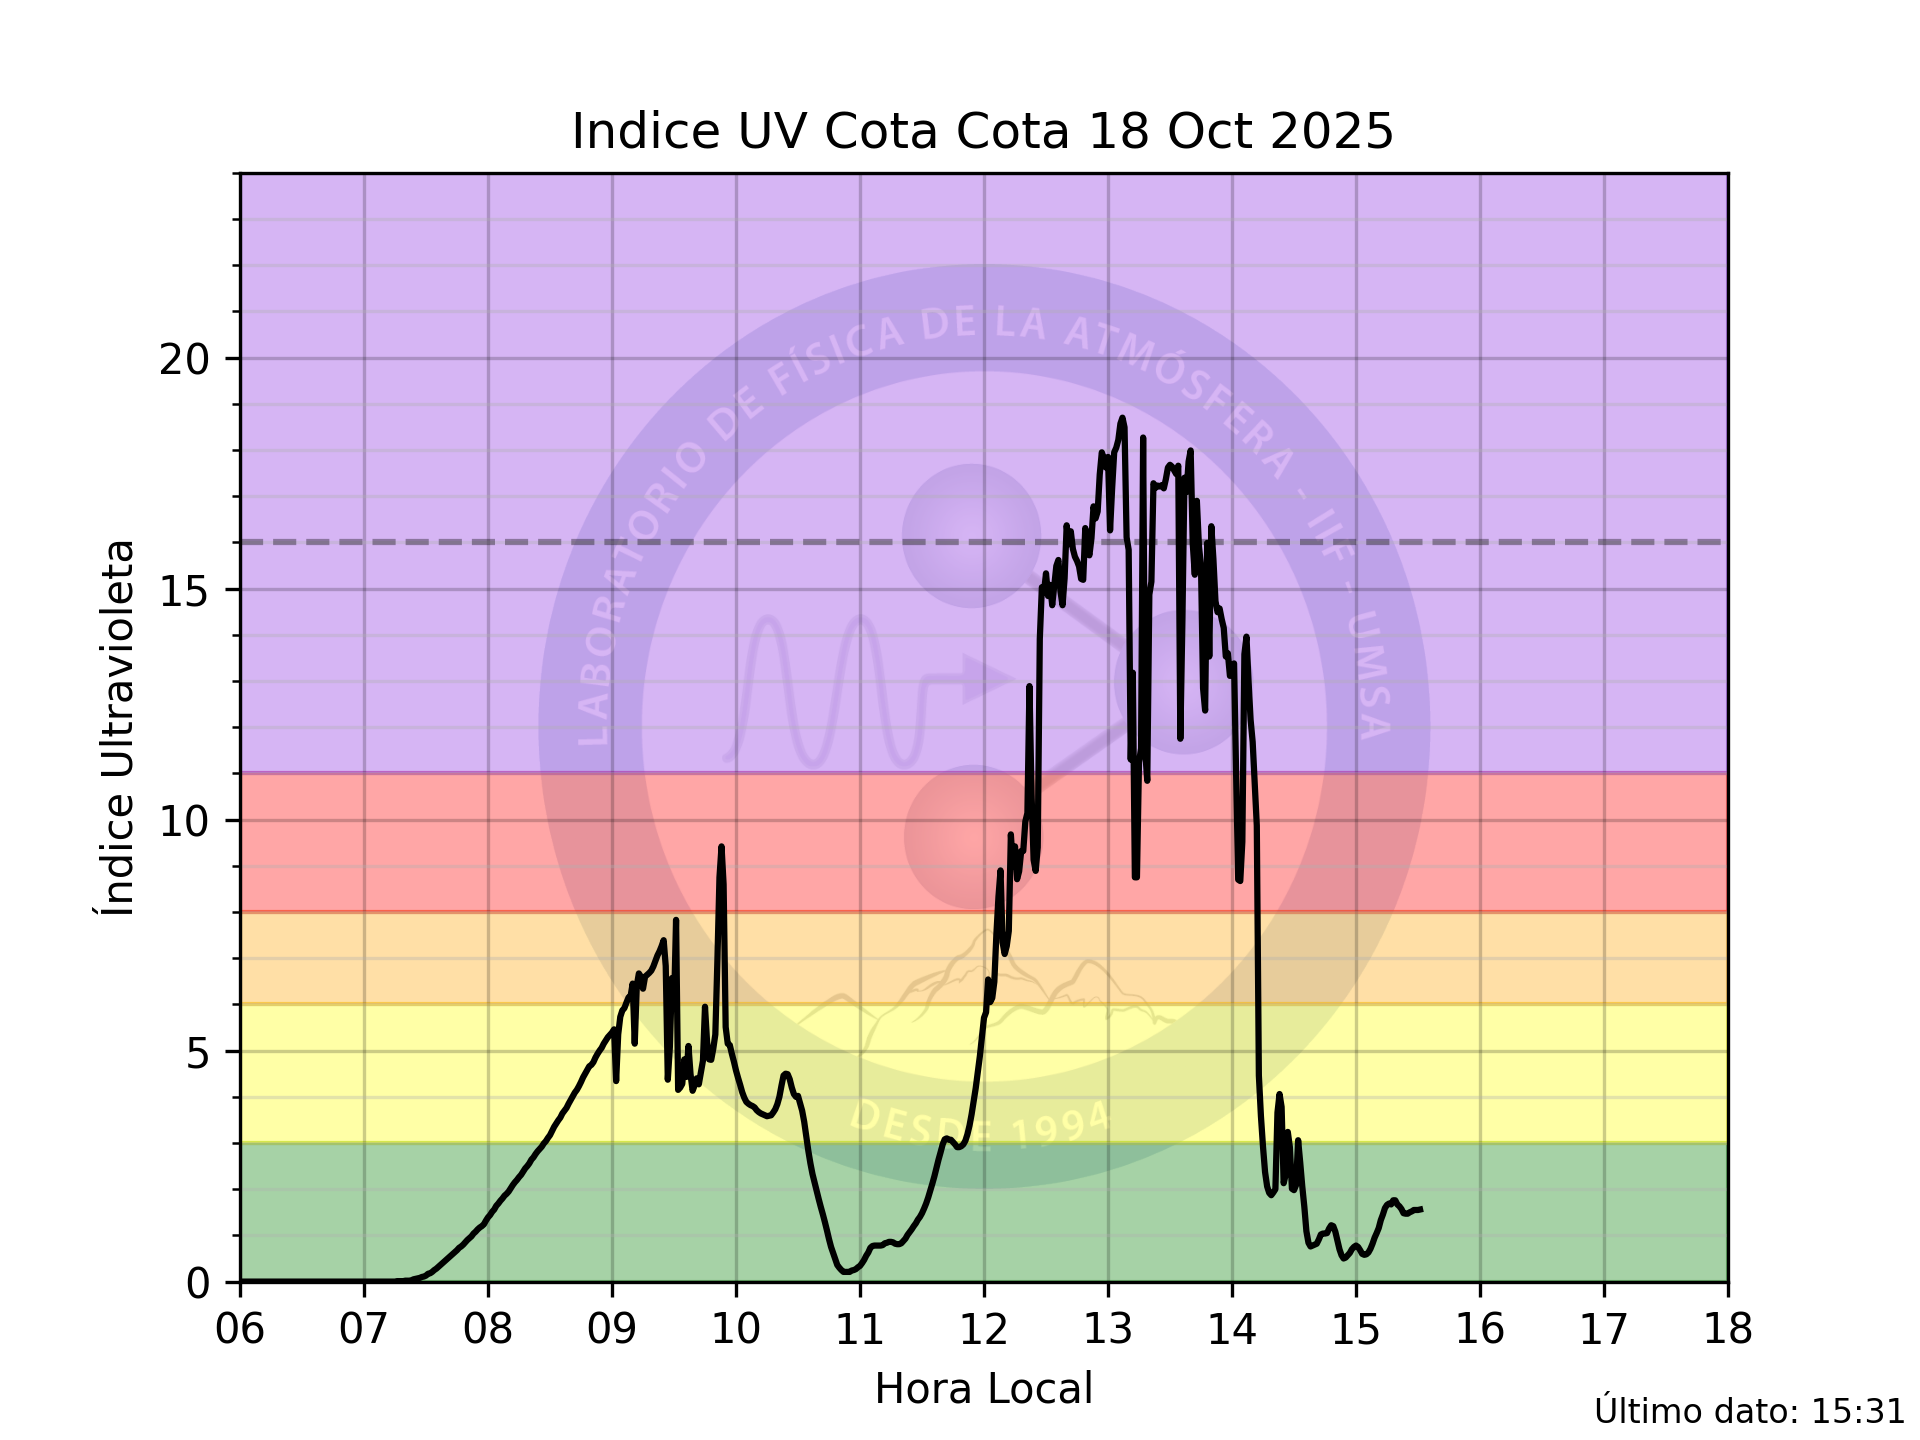 Indice UV Cota Cota 18 Oct 2025
Índice Ultravioleta
20
15
10
5
0
LABORATORIO DE FÍSICA DE LA ATMÓSFERA - IIF - UMSA
DESDE 1994
06 07 08 09 10 11 12 13 14 15 16 17 18
Hora Local
Último dato: 15:31